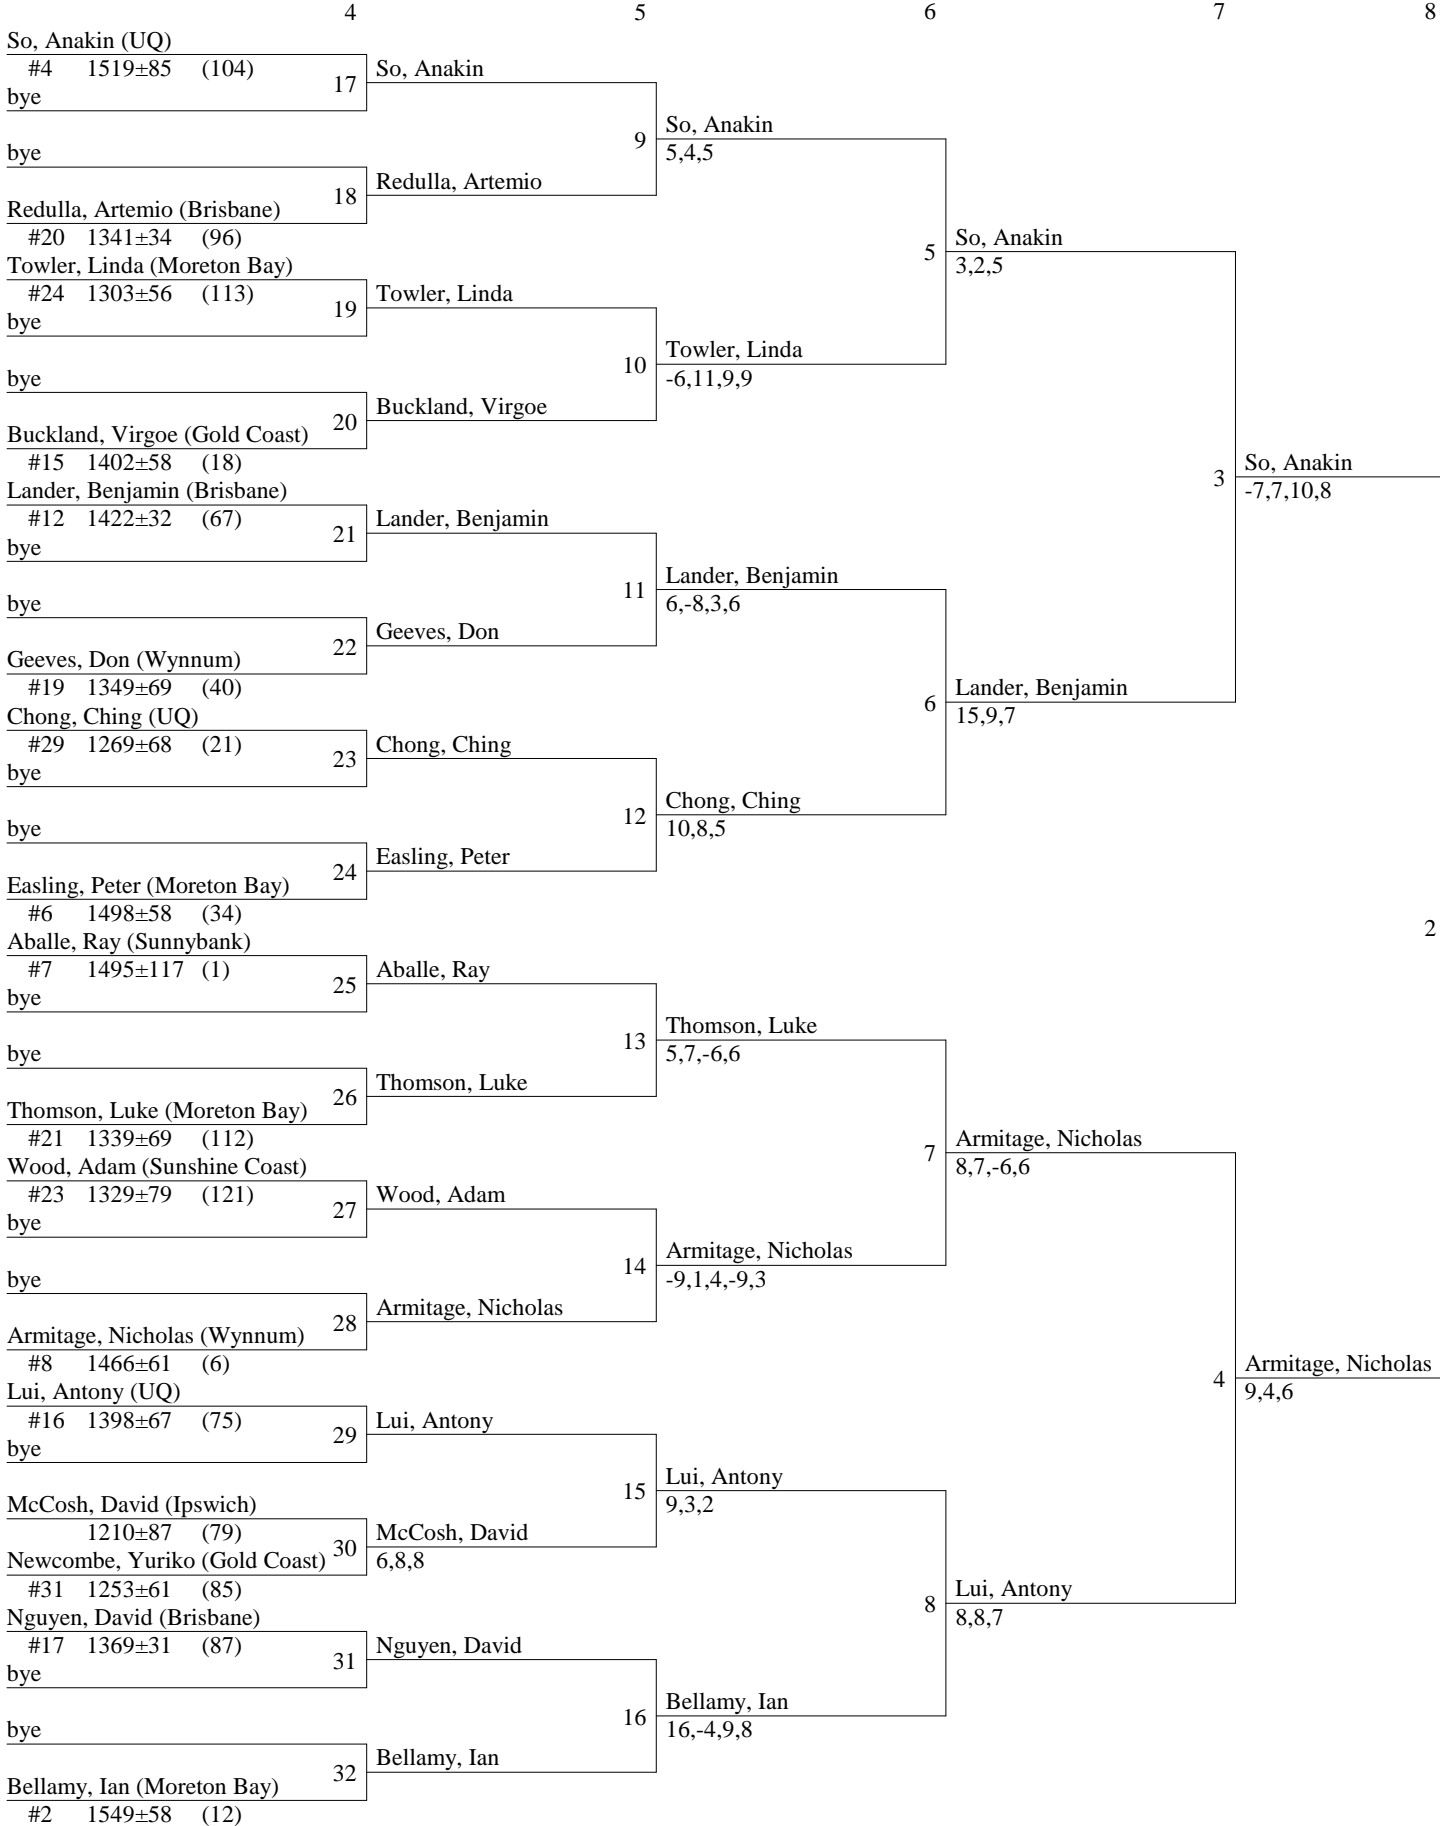 4 5 6 7 8
So, Anakin (UQ)
#4 1519±85 (104)
bye
17
So, Anakin
9
So, Anakin
5,4,5
bye
18
Redulla, Artemio
Redulla, Artemio (Brisbane)
#20 1341±34 (96)
5
So, Anakin
3,2,5
Towler, Linda (Moreton Bay)
#24 1303±56 (113)
bye
19
Towler, Linda
10
Towler, Linda
-6,11,9,9
bye
20
Buckland, Virgoe
Buckland, Virgoe (Gold Coast)
#15 1402±58 (18)
3
So, Anakin
-7,7,10,8
Lander, Benjamin (Brisbane)
#12 1422±32 (67)
bye
21
Lander, Benjamin
11
Lander, Benjamin
6,-8,3,6
bye
22
Geeves, Don
Geeves, Don (Wynnum)
#19 1349±69 (40)
6
Lander, Benjamin
15,9,7
Chong, Ching (UQ)
#29 1269±68 (21)
bye
23
Chong, Ching
12
Chong, Ching
10,8,5
bye
24
Easling, Peter
Easling, Peter (Moreton Bay)
#6 1498±58 (34)
2
Aballe, Ray (Sunnybank)
#7 1495±117 (1)
bye
25
Aballe, Ray
13
Thomson, Luke
5,7,-6,6
bye
26
Thomson, Luke
Thomson, Luke (Moreton Bay)
#21 1339±69 (112)
7
Armitage, Nicholas
8,7,-6,6
Wood, Adam (Sunshine Coast)
#23 1329±79 (121)
bye
27
Wood, Adam
14
Armitage, Nicholas
-9,1,4,-9,3
bye
28
Armitage, Nicholas
Armitage, Nicholas (Wynnum)
#8 1466±61 (6)
4
Armitage, Nicholas
9,4,6
Lui, Antony (UQ)
#16 1398±67 (75)
bye
29
Lui, Antony
15
Lui, Antony
9,3,2
McCosh, David (Ipswich)
1210±87 (79)
30
McCosh, David
6,8,8
Newcombe, Yuriko (Gold Coast)
#31 1253±61 (85)
8
Lui, Antony
8,8,7
Nguyen, David (Brisbane)
#17 1369±31 (87)
bye
31
Nguyen, David
16
Bellamy, Ian
16,-4,9,8
bye
32
Bellamy, Ian
Bellamy, Ian (Moreton Bay)
#2 1549±58 (12)